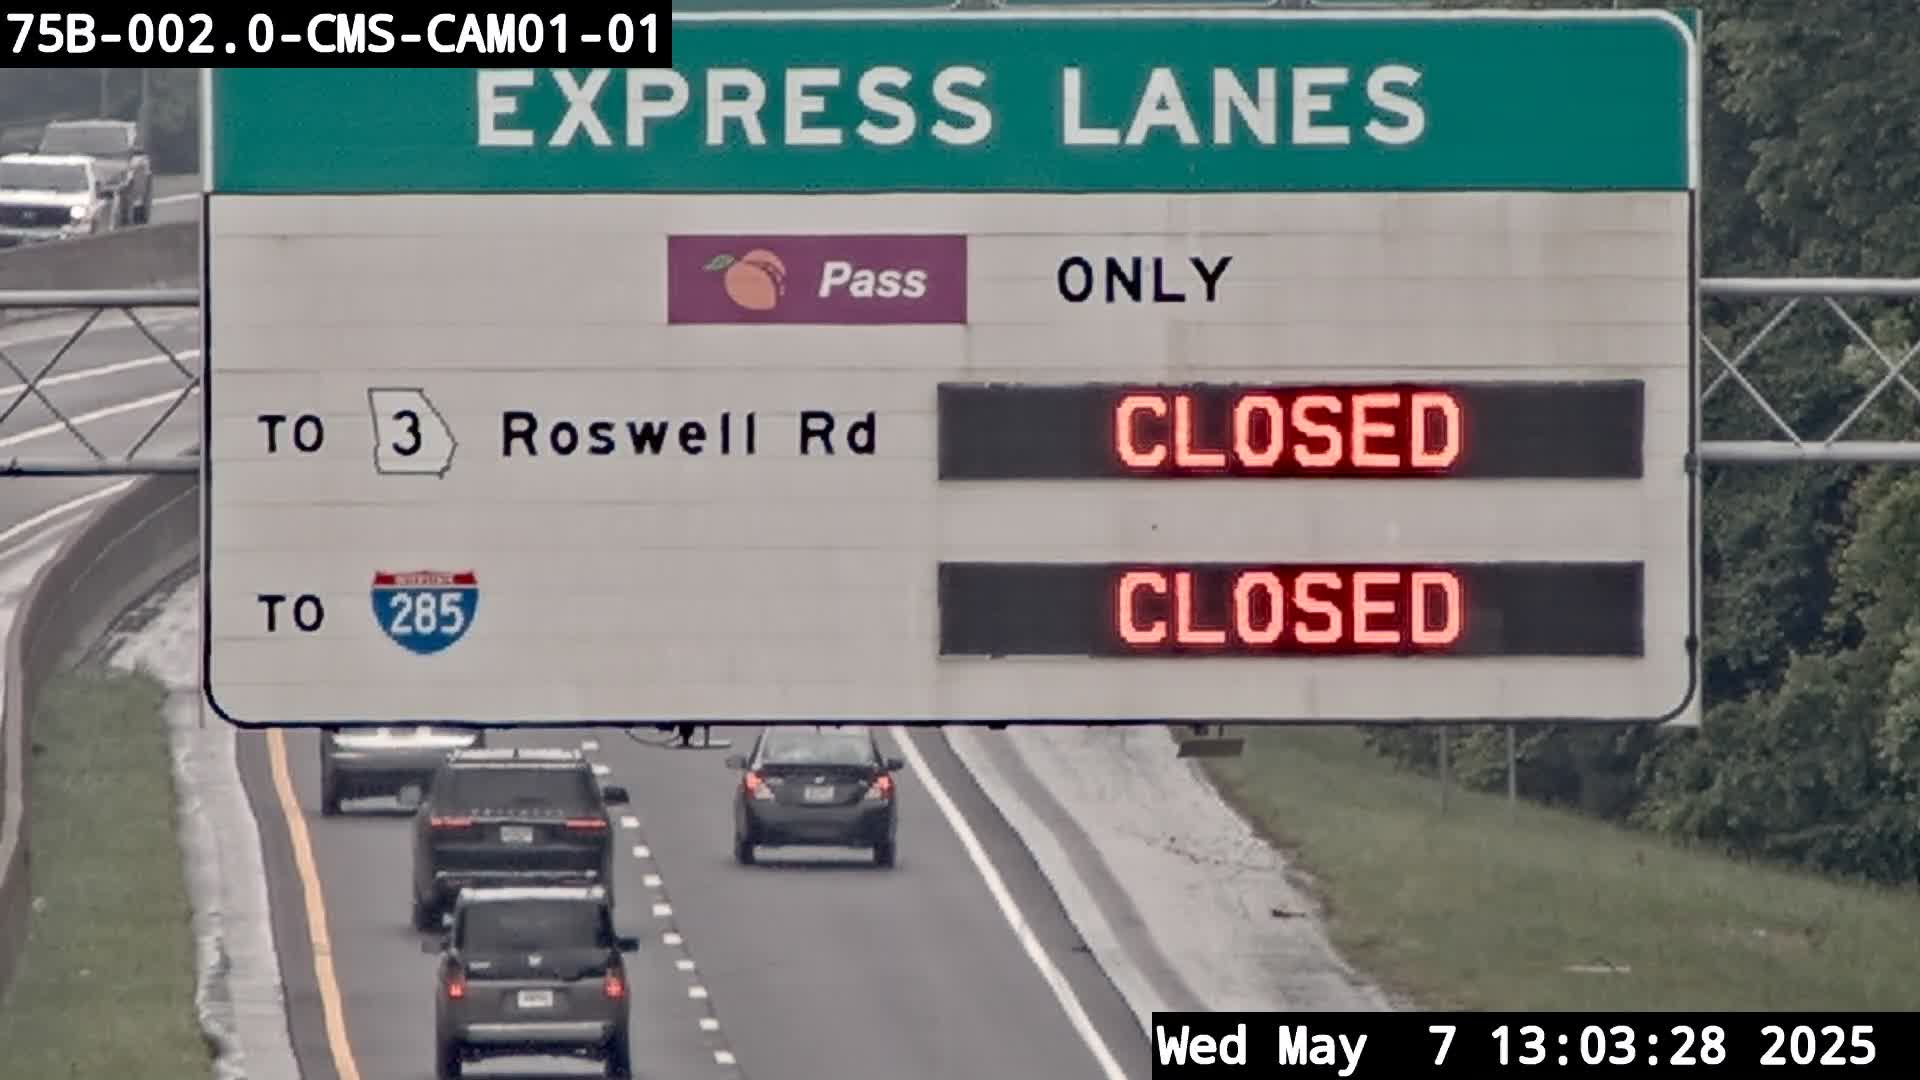 75B-002.0-CMS-CAM01-01
EXPRESS LANES
Pass ONLY
TO 3 Roswell Rd CLOSED
INTERSTATE
TO 285 CLOSED
Wed May 7 13:03:28 2025